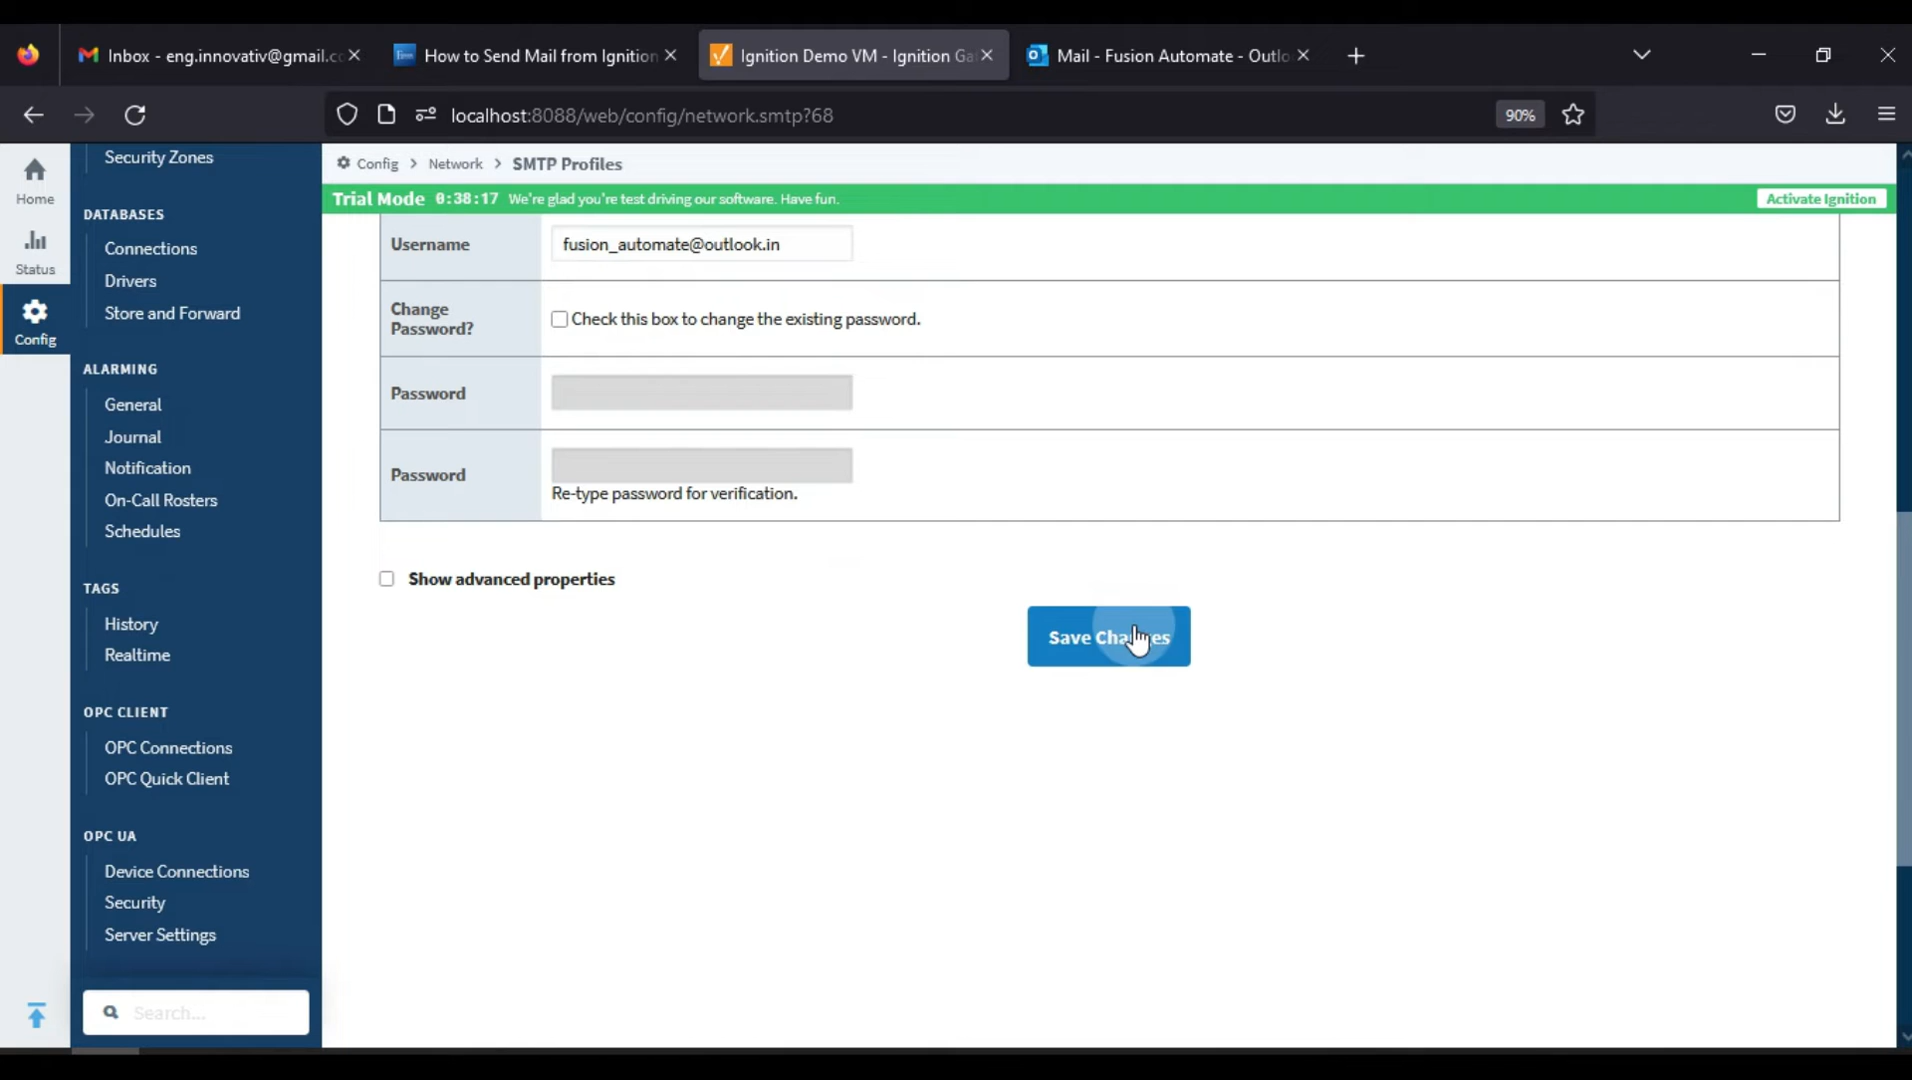 Inbox - eng.innovativ@gmail.co
How to Send Mail from Ignition
Ignition Demo VM - Ignition Ga
Mail - Fusion Automate - Outlo
localhost:8088/web/config/network.smtp?68
90%
Home
Status
Config
Security Zones
DATABASES
Connections
Drivers
Store and Forward
ALARMING
General
Journal
Notification
On-Call Rosters
Schedules
TAGS
History
Realtime
OPC CLIENT
OPC Connections
OPC Quick Client
OPC UA
Device Connections
Security
Server Settings
Search...
Config > Network > SMTP Profiles
Trial Mode 0:38:17 We're glad you're test driving our software. Have fun.
Activate Ignition
Username
fusion_automate@outlook.in
Change
Password?
Check this box to change the existing password.
Password
Password
Re-type password for verification.
Show advanced properties
Save Changes